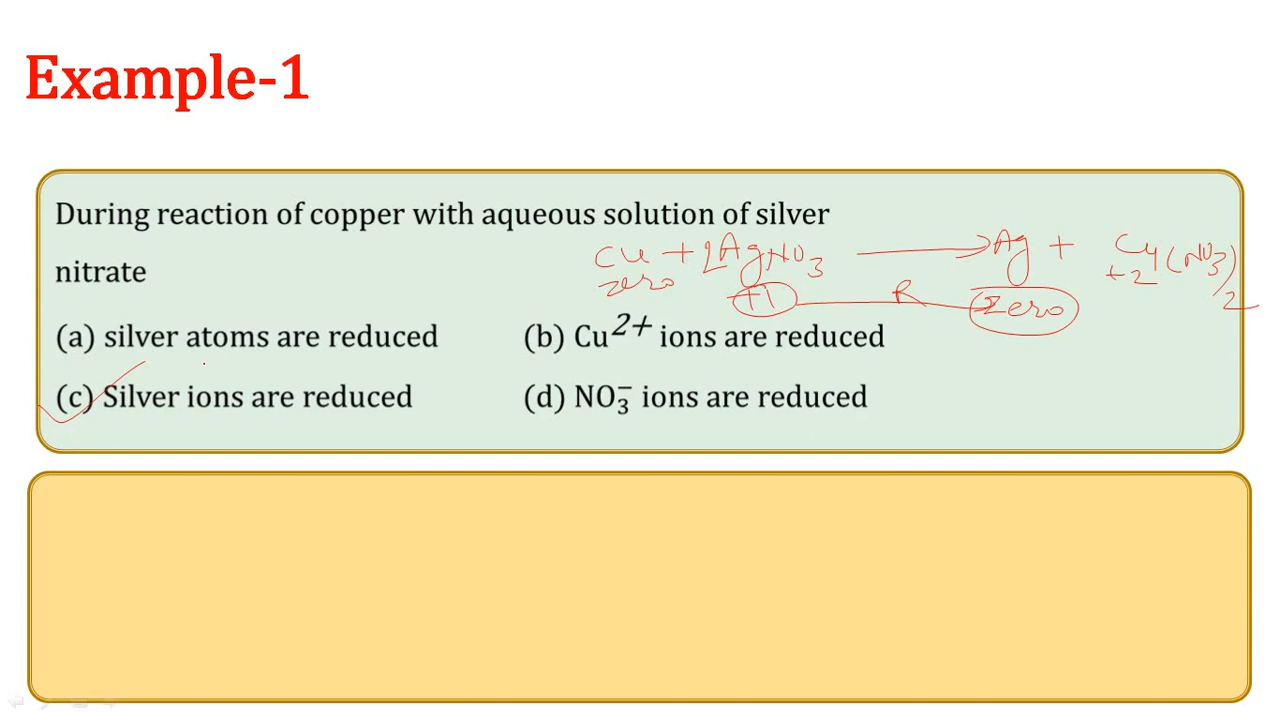 Example-1
During reaction of copper with aqueous solution of silver
nitrate
Cu + 2AgNO3 → Ag + Cu(NO3)2
zero +1 R zero +2
(a) silver atoms are reduced (b) Cu2+ ions are reduced
(c) Silver ions are reduced (d) NO3− ions are reduced